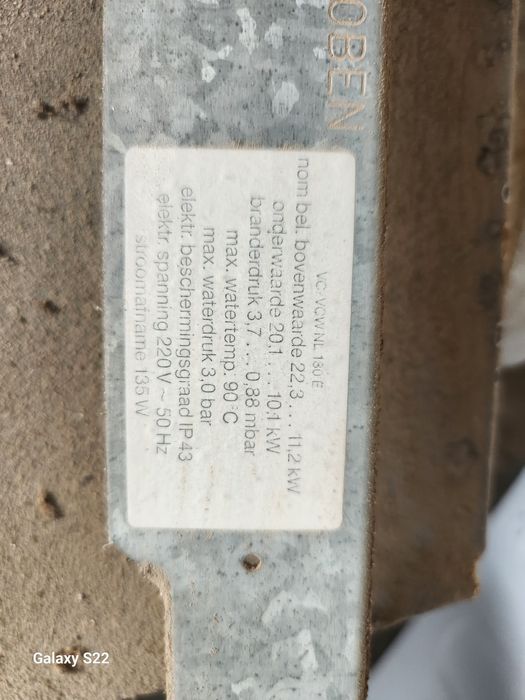 OBEN
VC-VCW NL 180 E
nom bel. bovenwaarde 22,3 .... 11,2 kW
onderwaarde 20,1 .... 10,1 kW
branderdruk 3,7 .... 0,88 mbar
max. watertemp. 90 °C
max. waterdruk 3,0 bar
elektr. beschermingsgraad IP 43
elektr. spanning 220 V ~ 50 Hz
stroomafname 135 W
Galaxy S22